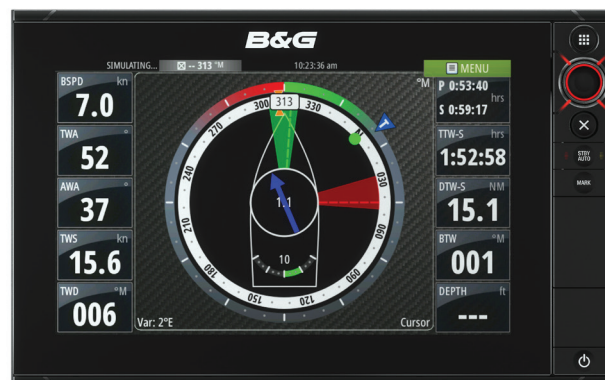 B&G
SIMULATING...
-- 313 °M
10:23:36 am
MENU
BSPD kn
7.0
TWA °
52
AWA °
37
TWS kn
15.6
TWD °M
006
°M
300
313
330
N
030
060
090
120
150
180
210
240
270
T
1.1
10
Var: 2°E
Cursor
P 0:53:40
hrs
S 0:59:17
TTW-S hrs
1:52:58
DTW-S NM
15.1
BTW °M
001
DEPTH ft
---
STBY
AUTO
MARK